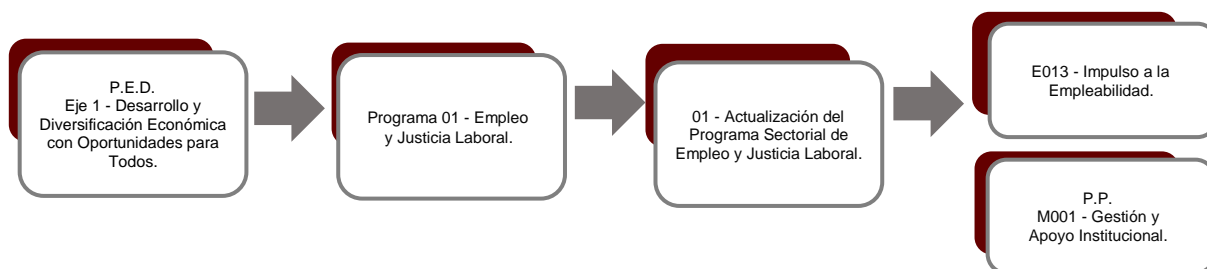 P.E.D.
Eje 1 - Desarrollo y
Diversificación Económica
con Oportunidades para
Todos.
Programa 01 - Empleo
y Justicia Laboral.
01 - Actualización del
Programa Sectorial de
Empleo y Justicia Laboral.
E013 - Impulso a la
Empleabilidad.
P.P.
M001 - Gestión y
Apoyo Institucional.